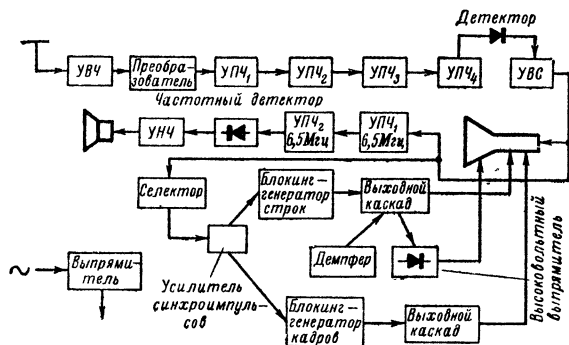 Детектор
УВЧ
Преобра-
зователь
УПЧ₁
УПЧ₂
УПЧ₃
УПЧ₄
УВС
Частотный детектор
УНЧ
УПЧ₂
6,5Мгц
УПЧ₁
6,5Мгц
Селектор
Блокинг-
генератор
строк
Выходной
каскад
Демпфер
Высоковольтный
выпрямитель
Выпрями-
тель
Усилитель
синхроимпуль-
сов
Блокинг-
генератор
кадров
Выходной
каскад